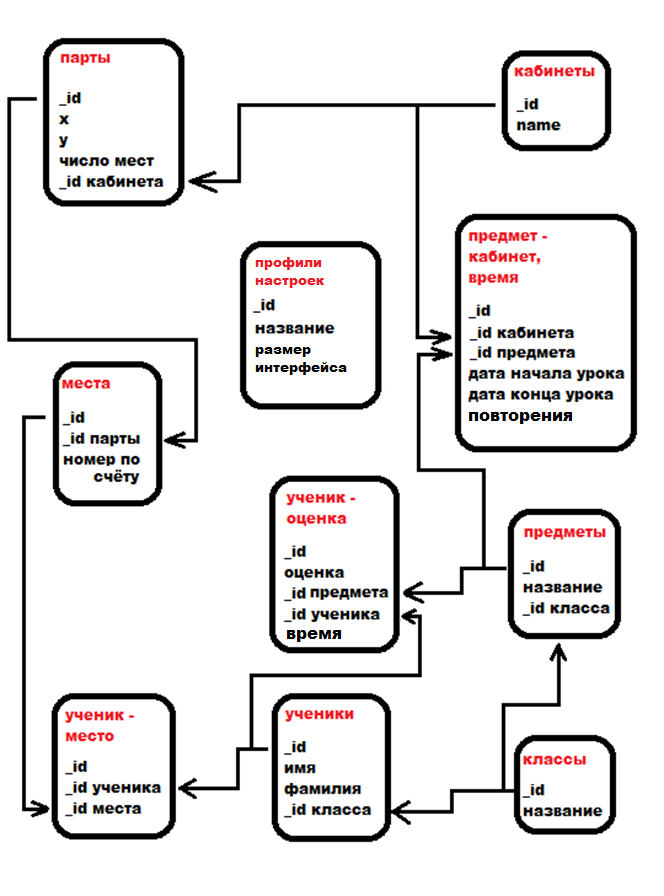 парты
_id
x
y
число мест
_id кабинета
кабинеты
_id
name
предмет -
кабинет,
время
_id
_id кабинета
_id предмета
дата начала урока
дата конца урока
повторения
профили
настроек
_id
название
размер
интерфейса
места
_id
_id парты
номер по
счёту
ученик -
оценка
_id
оценка
_id предмета
_id ученика
время
предметы
_id
название
_id класса
ученик -
место
_id
_id ученика
_id места
ученики
_id
имя
фамилия
_id класса
классы
_id
название